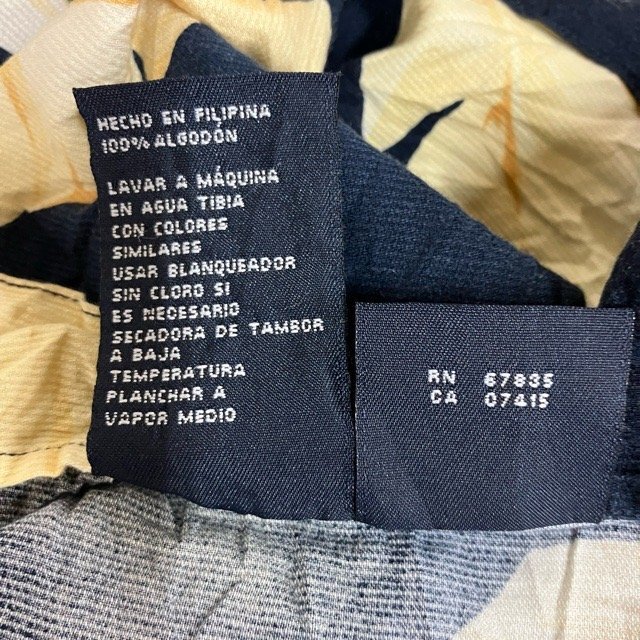 HECHO EN FILIPINA
100% ALGODÓN
LAVAR A MÁQUINA
EN AGUA TIBIA
CON COLORES
SIMILARES
USAR BLANQUEADOR
SIN CLORO SI
ES NECESARIO
SECADORA DE TAMBOR
A BAJA
TEMPERATURA
PLANCHAR A
VAPOR MEDIO
RN 67835
CA 07415